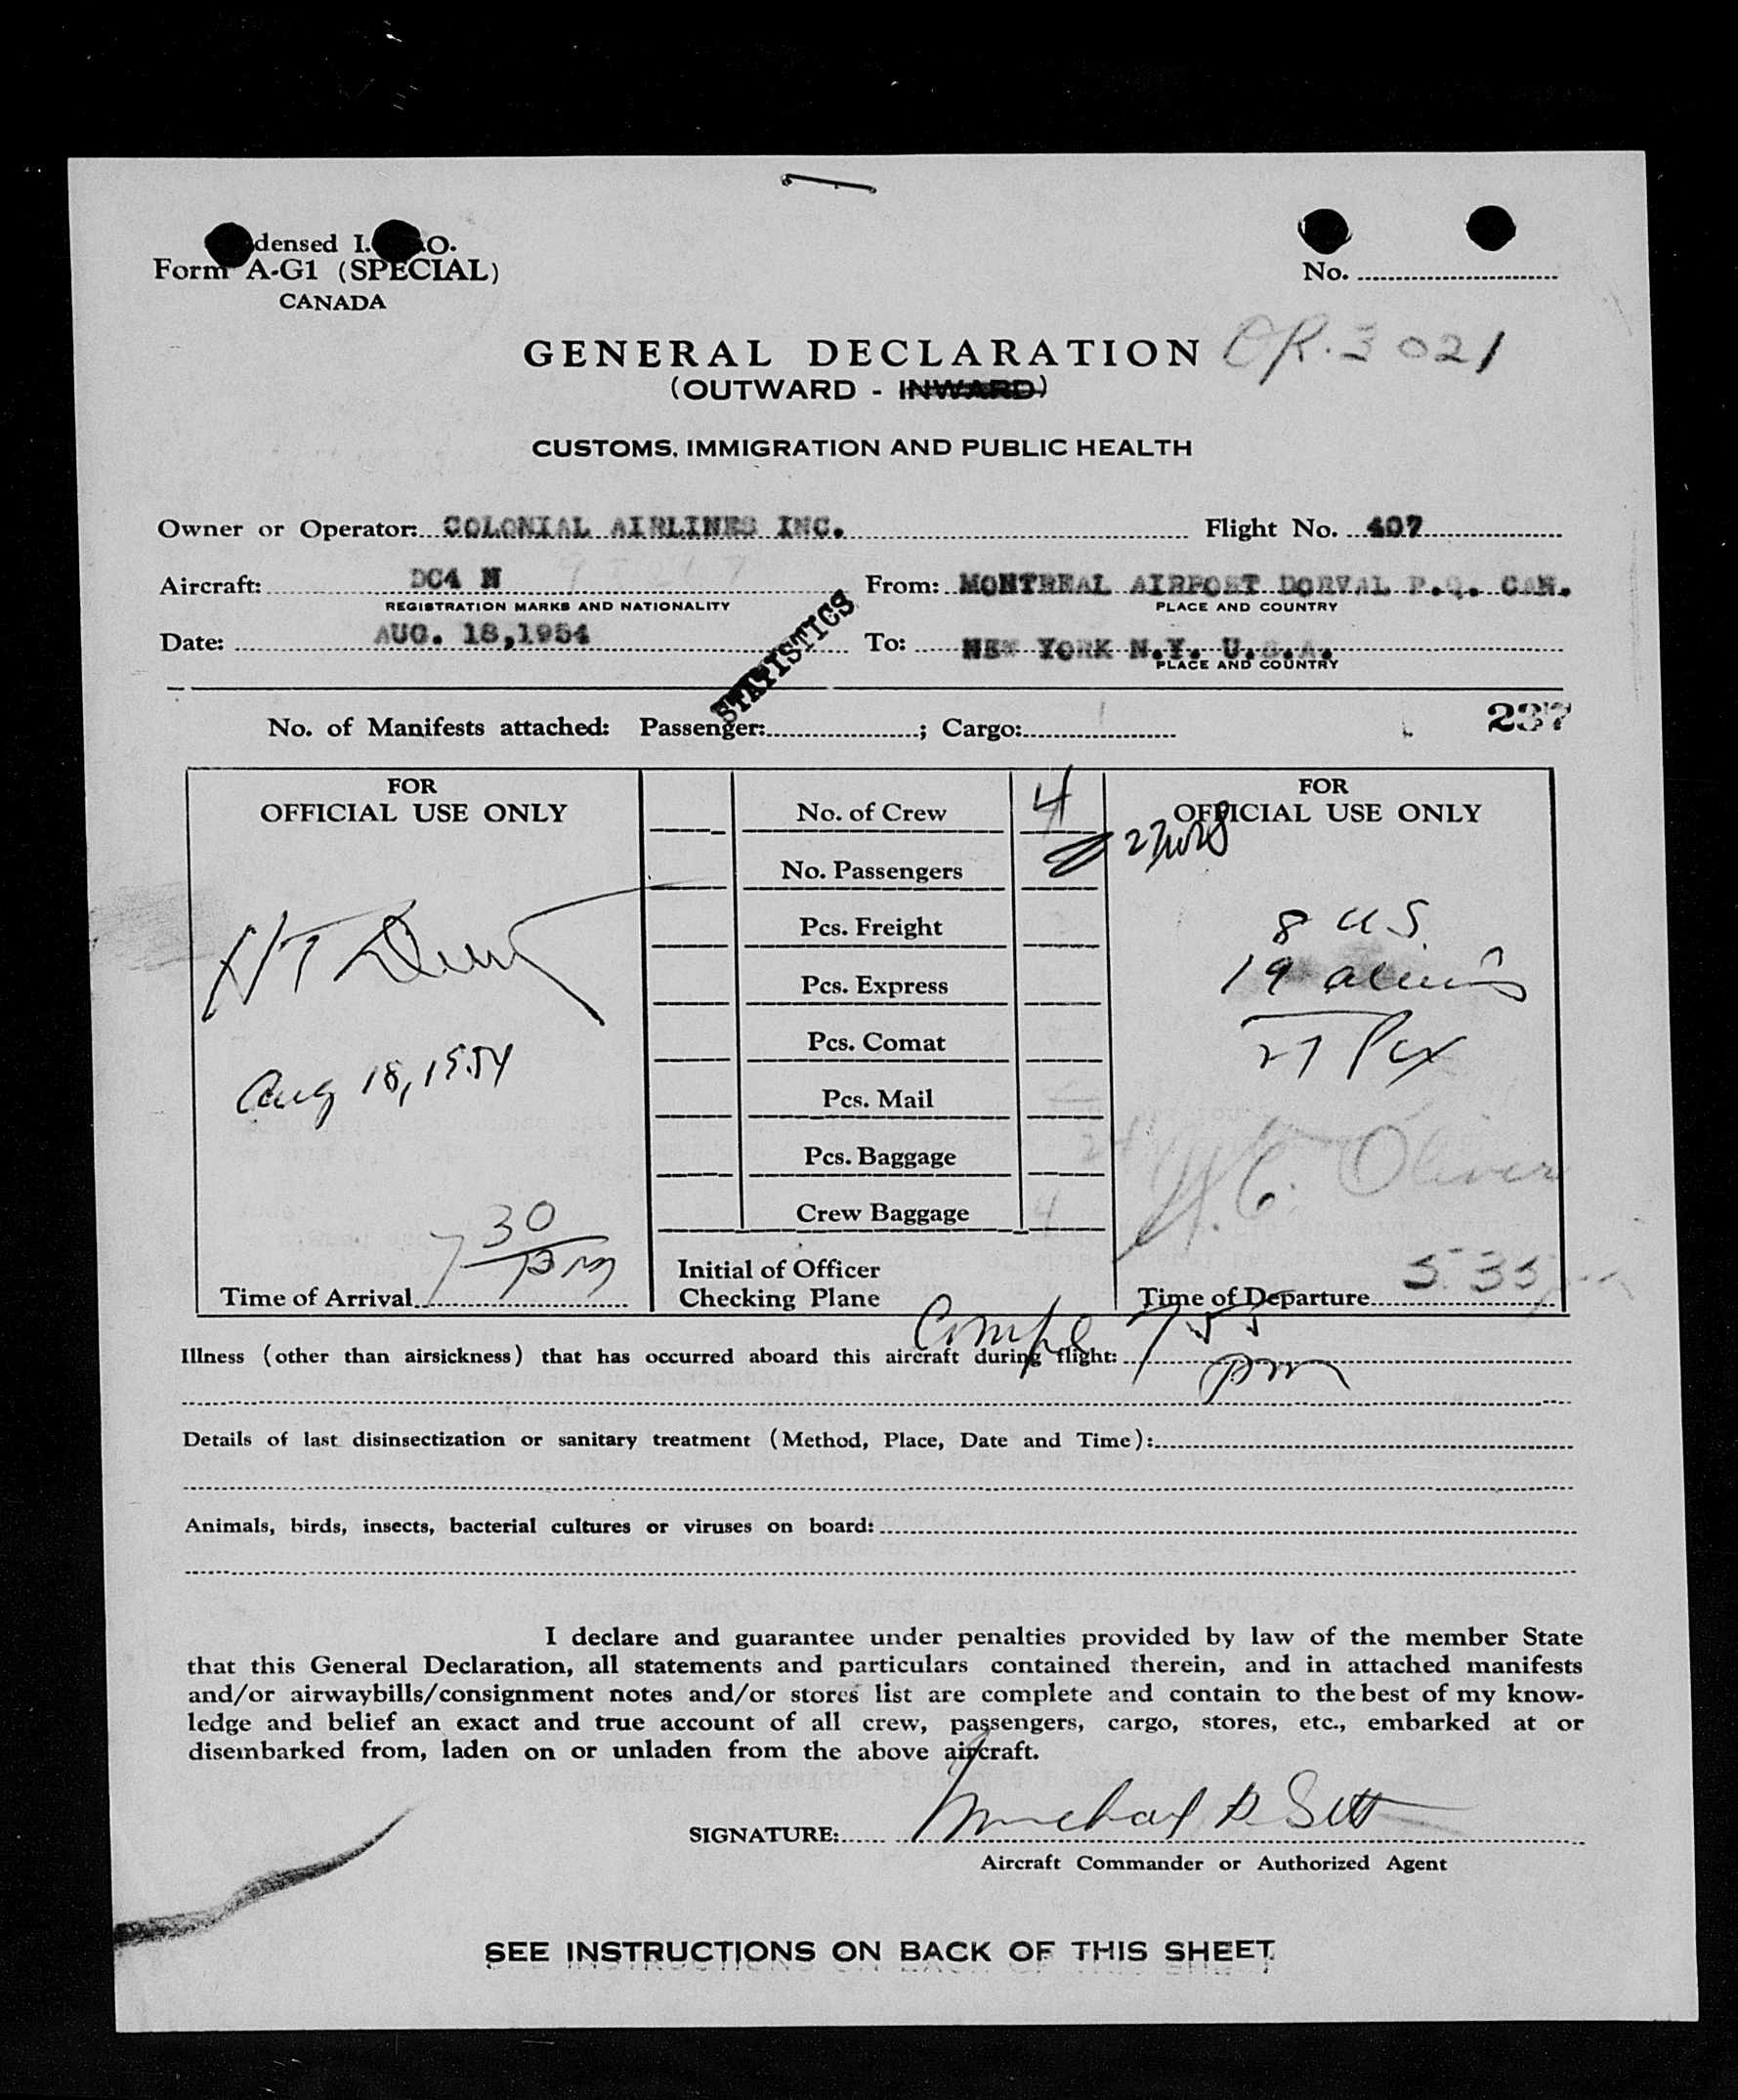 densed I. .O.
Form A-G1 (SPECIAL)
CANADA
No.
GENERAL DECLARATION CR. 3021
(OUTWARD - INWARD)
CUSTOMS, IMMIGRATION AND PUBLIC HEALTH
Owner or Operator: COLONIAL AIRLINES INC. Flight No. 407
Aircraft: DC4 N From: MONTREAL AIRPORT DORVAL P.Q. CAN.
REGISTRATION MARKS AND NATIONALITY PLACE AND COUNTRY
Date: AUG. 18,1954 To: NEW YORK N.Y. U.S.A.
PLACE AND COUNTRY
STATISTICS
No. of Manifests attached: Passenger: ; Cargo: 1 237
FOR
OFFICIAL USE ONLY
Aug 18, 1954
7 30
PM
Time of Arrival
No. of Crew 4
No. Passengers
Pcs. Freight
Pcs. Express
Pcs. Comat
Pcs. Mail
Pcs. Baggage 24
Crew Baggage 4
Initial of Officer
Checking Plane
FOR
OFFICIAL USE ONLY
8 US.
19 aliens
27 Pax
H.C. Oliver
Time of Departure 5 35
Compl 7 55
pm
Illness (other than airsickness) that has occurred aboard this aircraft during flight:
Details of last disinsectization or sanitary treatment (Method, Place, Date and Time):
Animals, birds, insects, bacterial cultures or viruses on board:
I declare and guarantee under penalties provided by law of the member State
that this General Declaration, all statements and particulars contained therein, and in attached manifests
and/or airwaybills/consignment notes and/or stores list are complete and contain to the best of my know-
ledge and belief an exact and true account of all crew, passengers, cargo, stores, etc., embarked at or
disembarked from, laden on or unladen from the above aircraft.
SIGNATURE: Michael
Aircraft Commander or Authorized Agent
SEE INSTRUCTIONS ON BACK OF THIS SHEET